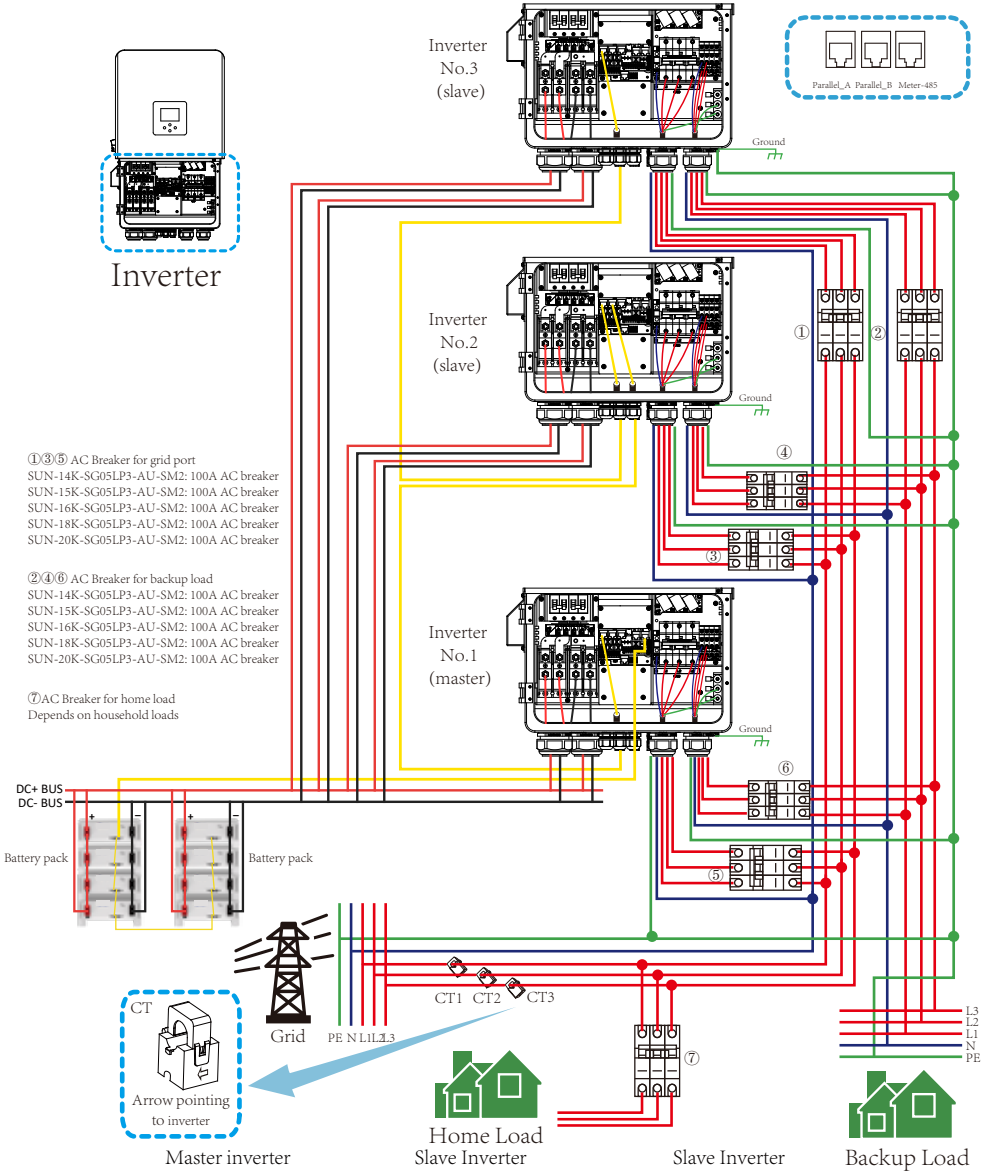 Inverter
No.3
(slave)
Parallel_A Parallel_B Meter-485
Ground
Inverter
Inverter
No.2
(slave)
① ②
Ground
④
③
①③⑤ AC Breaker for grid port
SUN-14K-SG05LP3-AU-SM2: 100A AC breaker
SUN-15K-SG05LP3-AU-SM2: 100A AC breaker
SUN-16K-SG05LP3-AU-SM2: 100A AC breaker
SUN-18K-SG05LP3-AU-SM2: 100A AC breaker
SUN-20K-SG05LP3-AU-SM2: 100A AC breaker
②④⑥ AC Breaker for backup load
SUN-14K-SG05LP3-AU-SM2: 100A AC breaker
SUN-15K-SG05LP3-AU-SM2: 100A AC breaker
SUN-16K-SG05LP3-AU-SM2: 100A AC breaker
SUN-18K-SG05LP3-AU-SM2: 100A AC breaker
SUN-20K-SG05LP3-AU-SM2: 100A AC breaker
⑦AC Breaker for home load
Depends on household loads
Inverter
No.1
(master)
Ground
⑥
⑤
DC+ BUS
DC- BUS
+ − + −
Battery pack Battery pack
CT1 CT2 CT3
Grid
PE N L1 L2 L3
CT
Arrow pointing
to inverter
⑦
L3
L2
L1
N
PE
Home Load
Backup Load
Master inverter Slave Inverter Slave Inverter